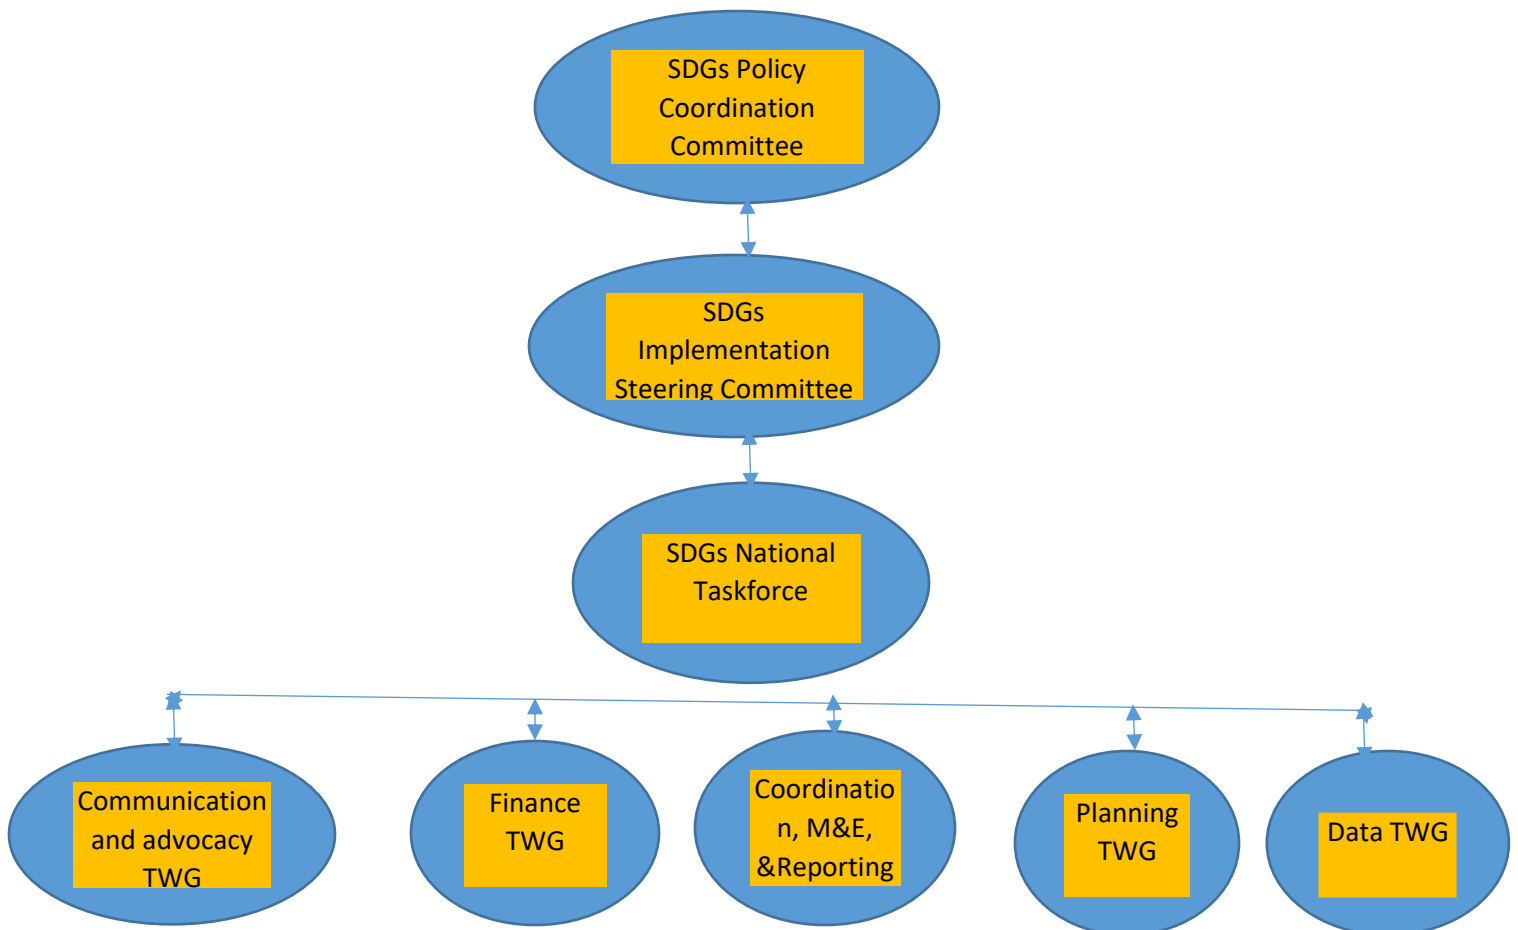 SDGs Policy
Coordination
Committee
SDGs
Implementation
Steering Committee
SDGs National
Taskforce
Communication
and advocacy
TWG
Finance
TWG
Coordinatio
n, M&E,
&Reporting
Planning
TWG
Data TWG